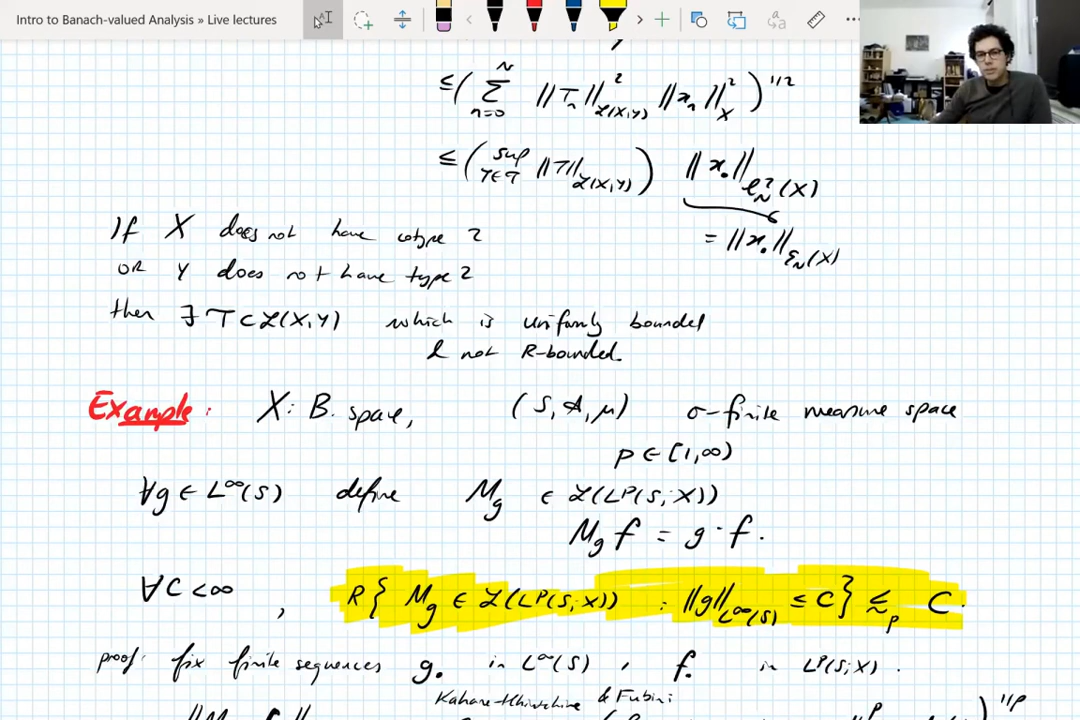 Intro to Banach-valued Analysis » Live lectures
≤ ( ∑_{n=0}^{N} ||T_n||²_{𝓛(X,Y)} ||x_n||²_X )^{1/2}
≤ ( sup_{T∈𝒯} ||T||_{𝓛(X,Y)} ) ||x.||_{ℓ²_N(X)}
= ||x.||_{ε_N(X)}
If X does not have cotype 2
OR Y does not have type 2
then ∃ 𝒯 ⊂ 𝓛(X,Y) which is uniformly bounded
& not R-bounded.
Example: X: B. space, (S, A, μ) σ-finite measure space
p ∈ [1,∞)
∀g ∈ L^∞(S) define M_g ∈ 𝓛(L^p(S;X))
M_g f = g · f.
∀C < ∞, R{ M_g ∈ 𝓛(L^p(S;X)) : ||g||_{L^∞(S)} ≤ C } ≲_p C.
proof: fix finite sequences g. in L^∞(S), f. in L^p(S;X).
Kahane-Khintchine & Fubini